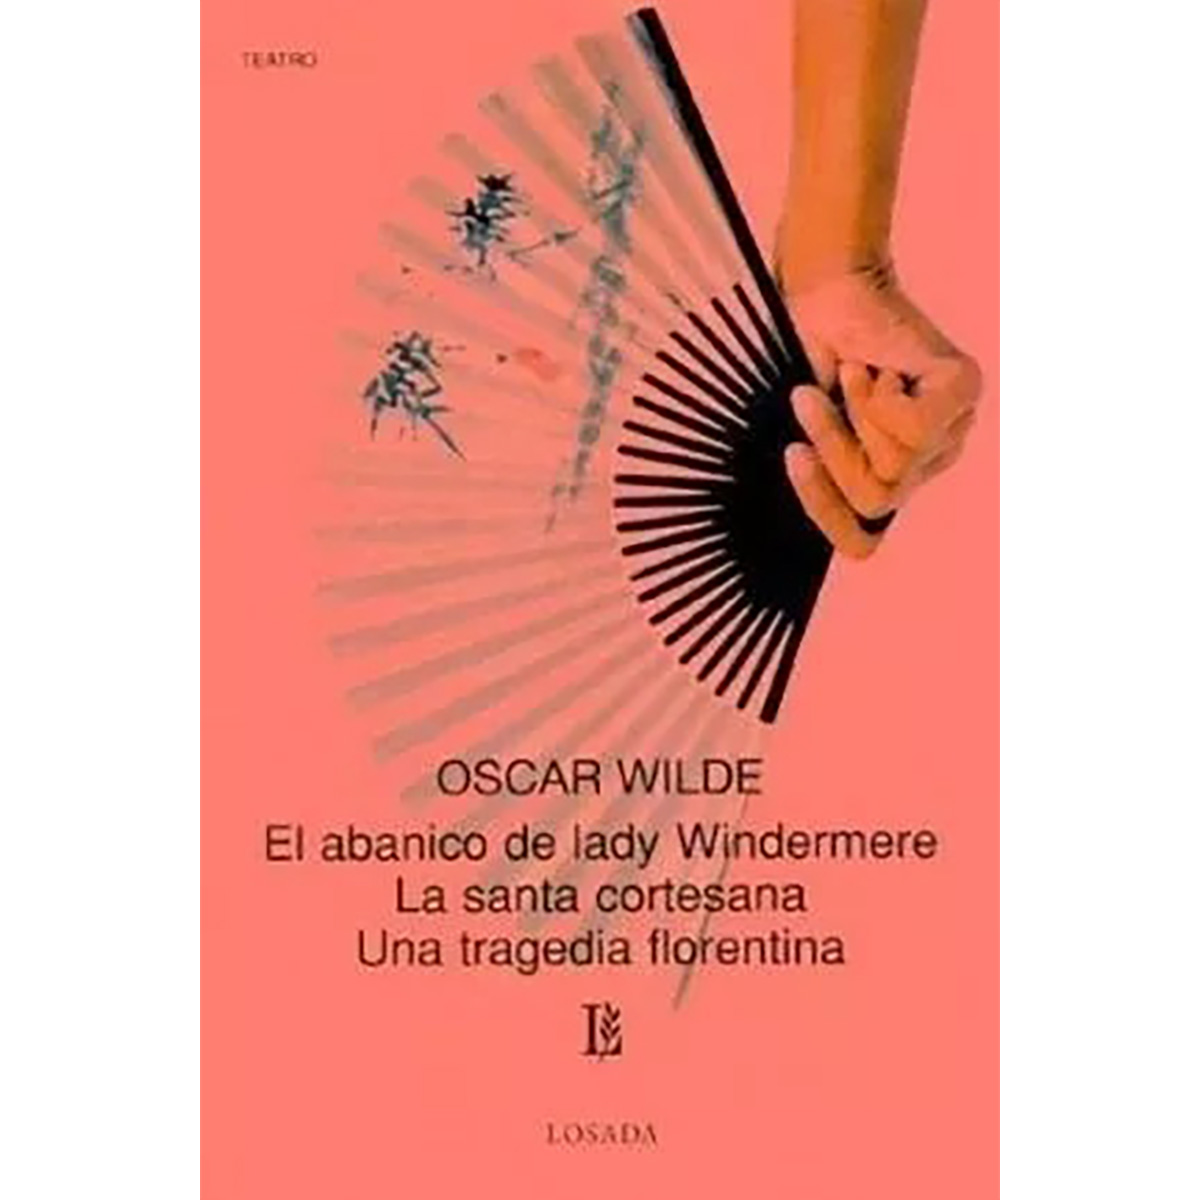 TEATRO
OSCAR WILDE
El abanico de lady Windermere
La santa cortesana
Una tragedia florentina
L
LOSADA